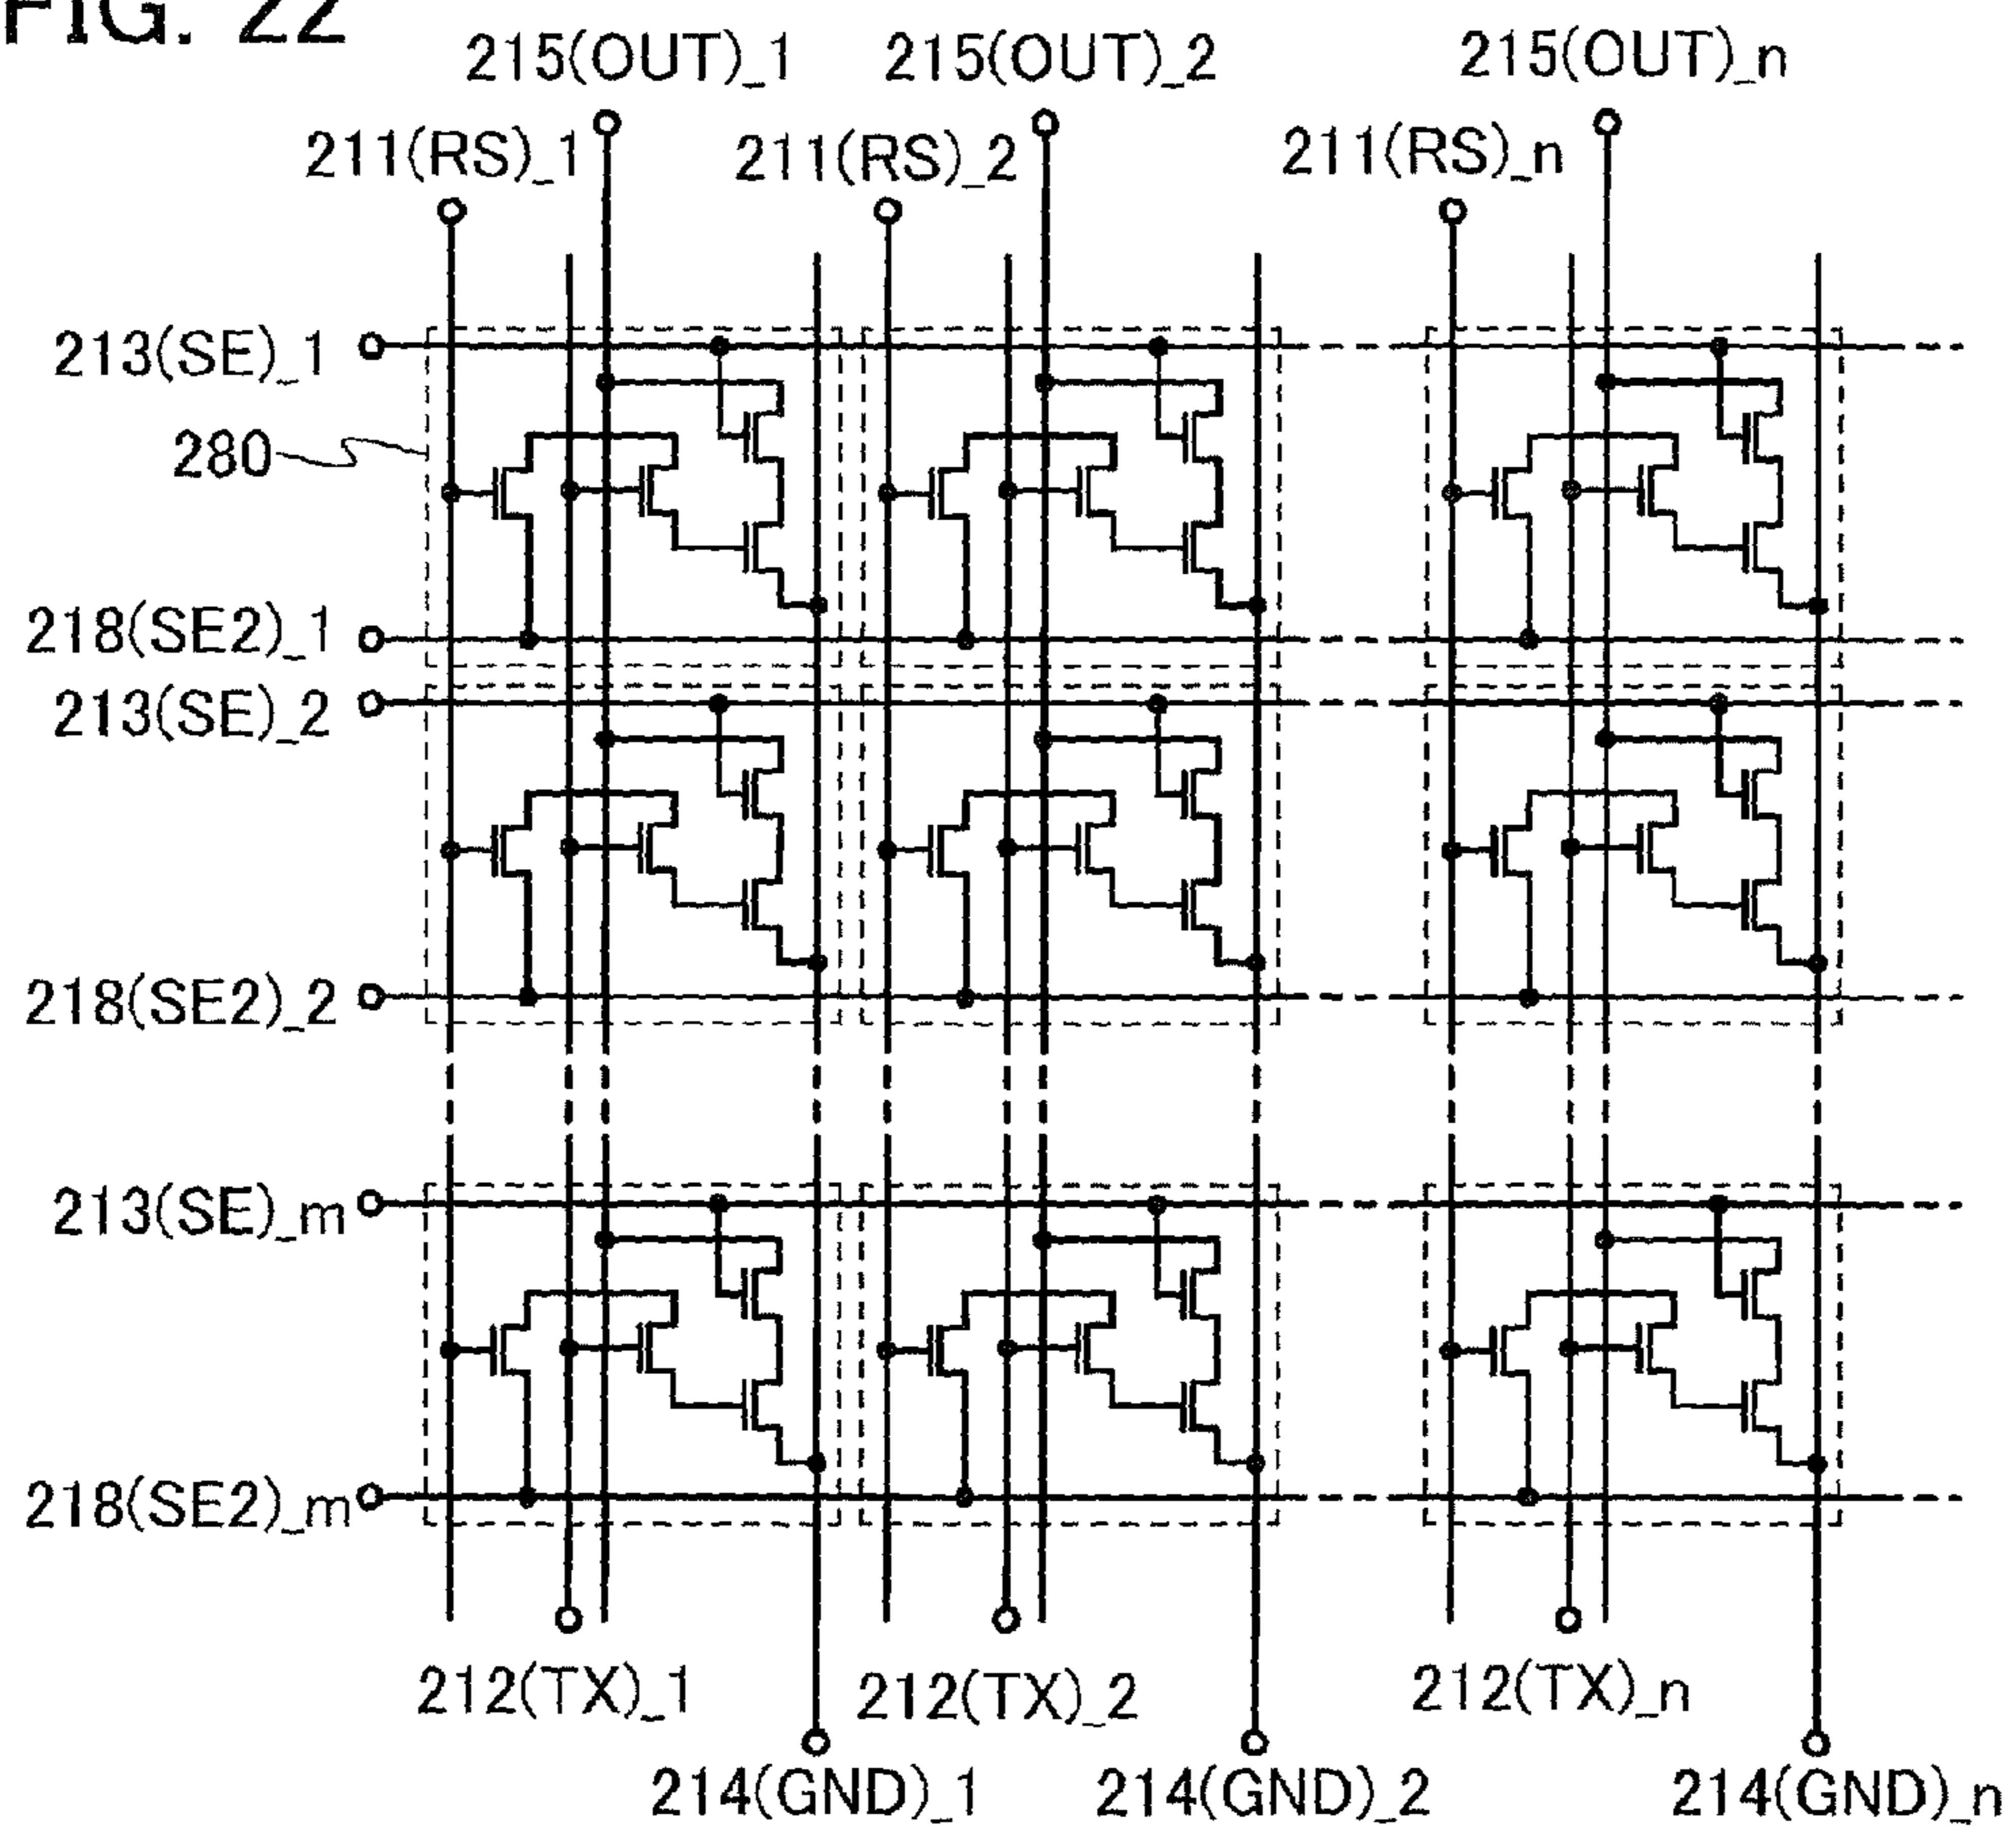 FIG. 22
215(OUT)_1 215(OUT)_2 215(OUT)_n
211(RS)_1 211(RS)_2 211(RS)_n
213(SE)_1
280
218(SE2)_1
213(SE)_2
218(SE2)_2
213(SE)_m
218(SE2)_m
212(TX)_1 212(TX)_2 212(TX)_n
214(GND)_1 214(GND)_2 214(GND)_n